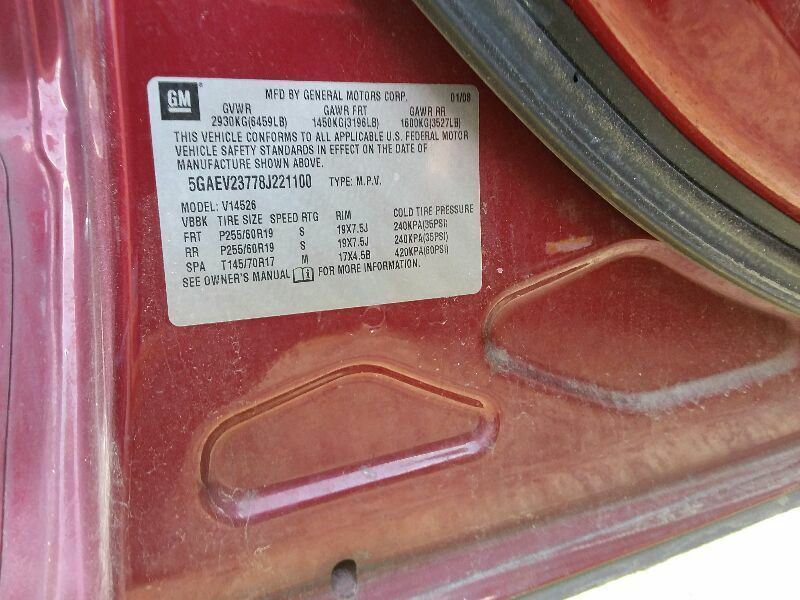 GM MFD BY GENERAL MOTORS CORP. 01/08
GVWR GAWR FRT GAWR RR
2930KG(6459LB) 1450KG(3196LB) 1600KG(3527LB)
THIS VEHICLE CONFORMS TO ALL APPLICABLE U.S. FEDERAL MOTOR
VEHICLE SAFETY STANDARDS IN EFFECT ON THE DATE OF
MANUFACTURE SHOWN ABOVE.
5GAEV23778J221100 TYPE: M.P.V.
MODEL: V14526
VBBK TIRE SIZE SPEED RTG RIM COLD TIRE PRESSURE
FRT P255/60R19 S 19X7.5J 240KPA(35PSI)
RR P255/60R19 S 19X7.5J 240KPA(35PSI)
SPA T145/70R17 M 17X4.5B 420KPA(60PSI)
SEE OWNER'S MANUAL FOR MORE INFORMATION.